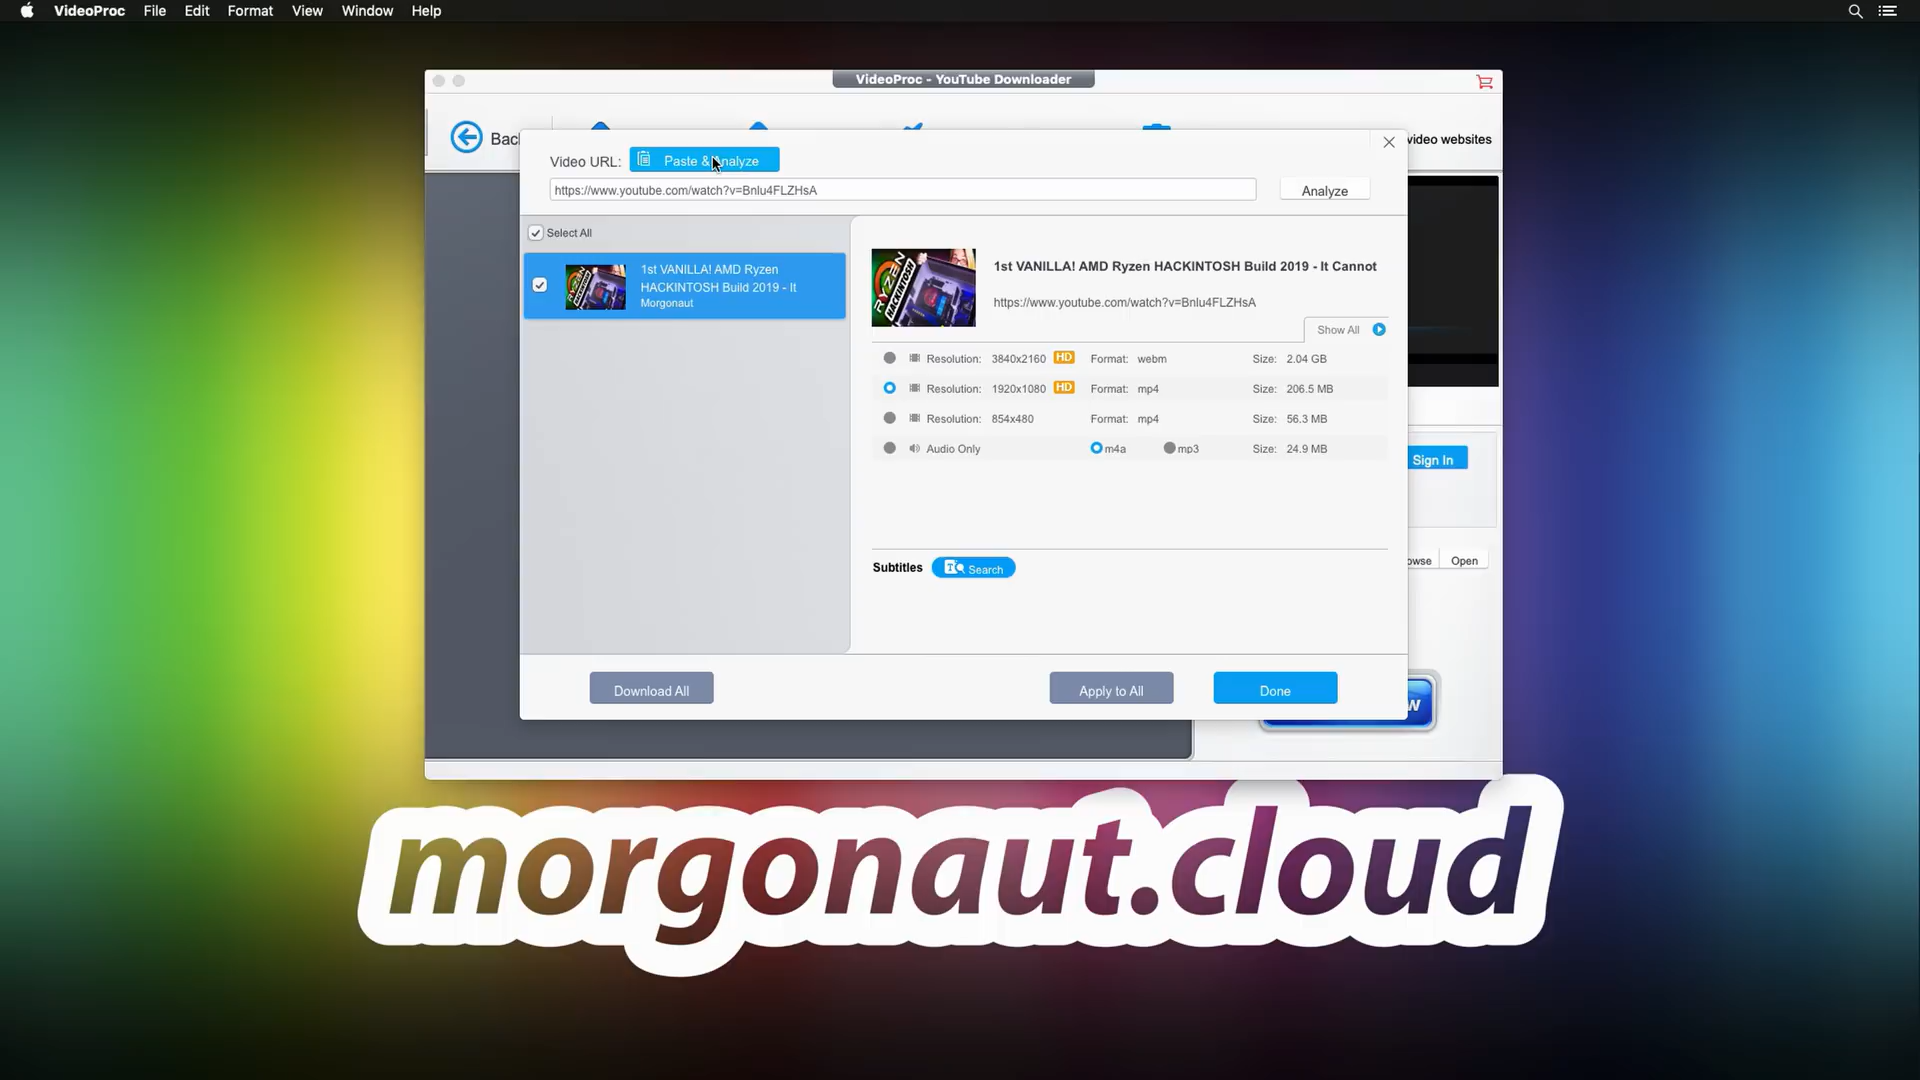 VideoProc File Edit Format View Window Help
VideoProc - YouTube Downloader
Back
video websites
Video URL: Paste & Analyze
https://www.youtube.com/watch?v=Bnlu4FLZHsA Analyze
Select All
1st VANILLA! AMD Ryzen
HACKINTOSH Build 2019 - It
Morgonaut
RYZEN
HACKINTOSH
1st VANILLA! AMD Ryzen HACKINTOSH Build 2019 - It Cannot
https://www.youtube.com/watch?v=Bnlu4FLZHsA
Show All
Resolution: 3840x2160 HD Format: webm Size: 2.04 GB
Resolution: 1920x1080 HD Format: mp4 Size: 206.5 MB
Resolution: 854x480 Format: mp4 Size: 56.3 MB
Audio Only m4a mp3 Size: 24.9 MB
Sign In
Subtitles Search
owse Open
Download All Apply to All Done
w
morgonaut.cloud